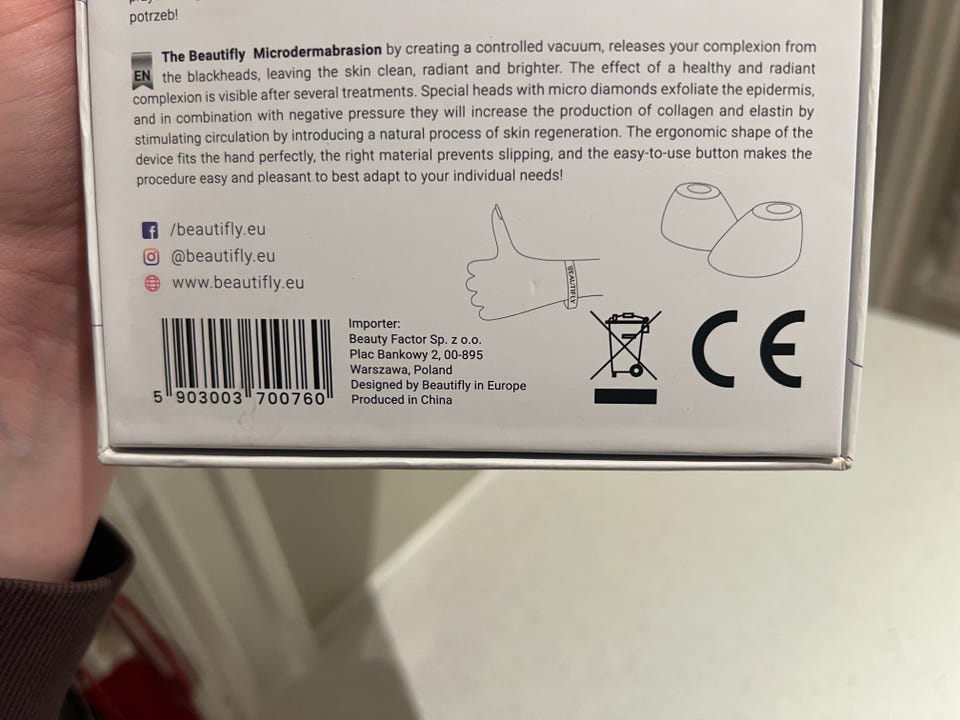 potrzeb!
The Beautifly Microdermabrasion by creating a controlled vacuum, releases your complexion from
EN the blackheads, leaving the skin clean, radiant and brighter. The effect of a healthy and radiant
complexion is visible after several treatments. Special heads with micro diamonds exfoliate the epidermis,
and in combination with negative pressure they will increase the production of collagen and elastin by
stimulating circulation by introducing a natural process of skin regeneration. The ergonomic shape of the
device fits the hand perfectly, the right material prevents slipping, and the easy-to-use button makes the
procedure easy and pleasant to best adapt to your individual needs!
/beautifly.eu
@beautifly.eu
www.beautifly.eu
BEAUTIFLY
Importer:
Beauty Factor Sp. z o.o.
Plac Bankowy 2, 00-895
Warszawa, Poland
Designed by Beautifly in Europe
Produced in China
5 903003 700760
CE